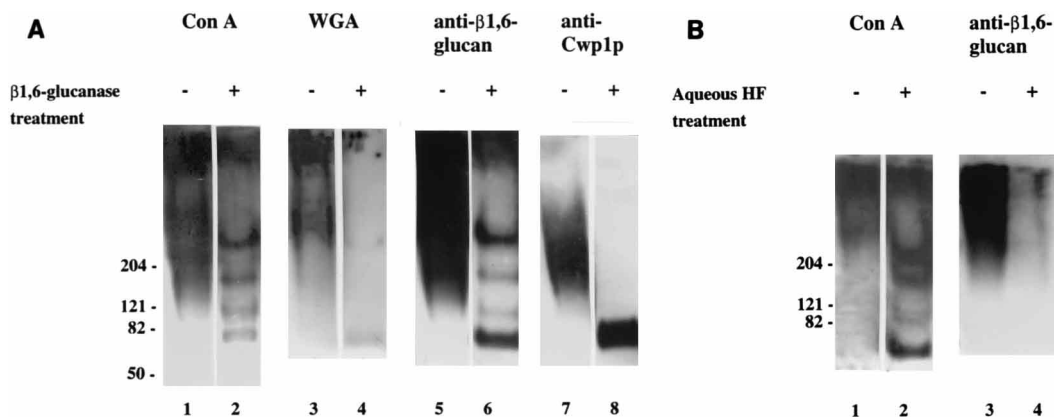 A
Con A WGA anti-β1,6- anti-
glucan Cwp1p
β1,6-glucanase - + - + - + - +
treatment
204 -
121 -
82 -
50 -
1 2 3 4 5 6 7 8
B
Con A anti-β1,6-
glucan
Aqueous HF - + - +
treatment
204 -
121 -
82 -
1 2 3 4